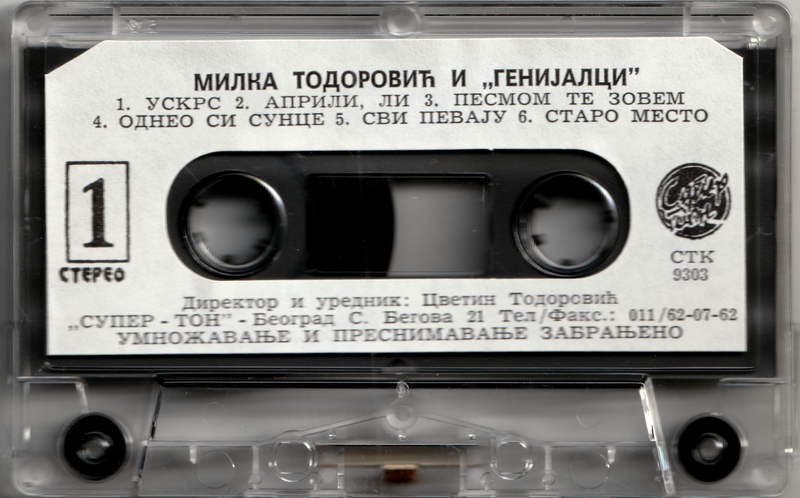 МИЛКА ТОДОРОВИЋ И „ГЕНИЈАЛЦИ”
1. УСКРС 2. АПРИЛИ, ЛИ 3. ПЕСМОМ ТЕ ЗОВЕМ
4. ОДНЕО СИ СУНЦЕ 5. СВИ ПЕВАЈУ 6. СТАРО МЕСТО
1
СТЕРЕО
Супер тон
СТК
9303
Директор и уредник: Цветин Тодоровић
„СУПЕР - ТОН” - Београд С. Бегова 21 Тел/Факс.: 011/62-07-62
УМНОЖАВАЊЕ И ПРЕСНИМАВАЊЕ ЗАБРАЊЕНО